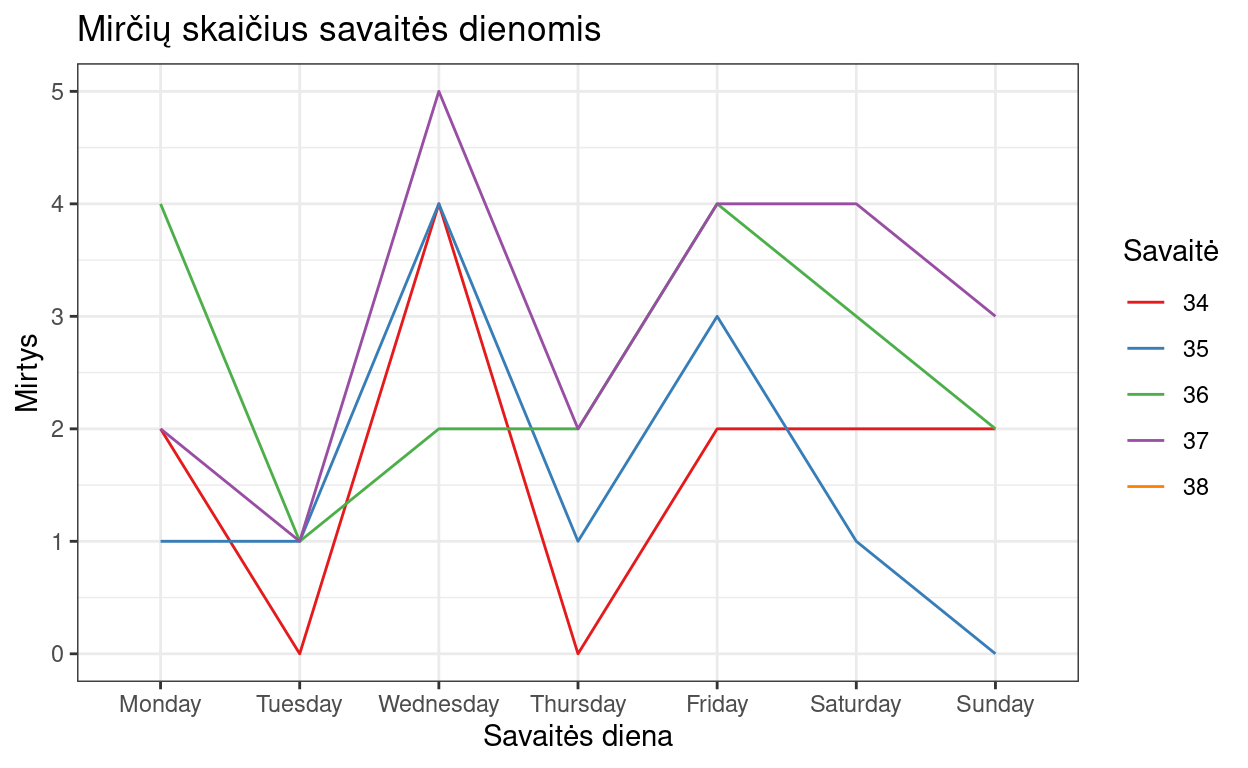 Mirčių skaičius savaitės dienomis
5
4
3
2
1
0
Mirtys
Monday Tuesday Wednesday Thursday Friday Saturday Sunday
Savaitės diena
Savaitė
34
35
36
37
38